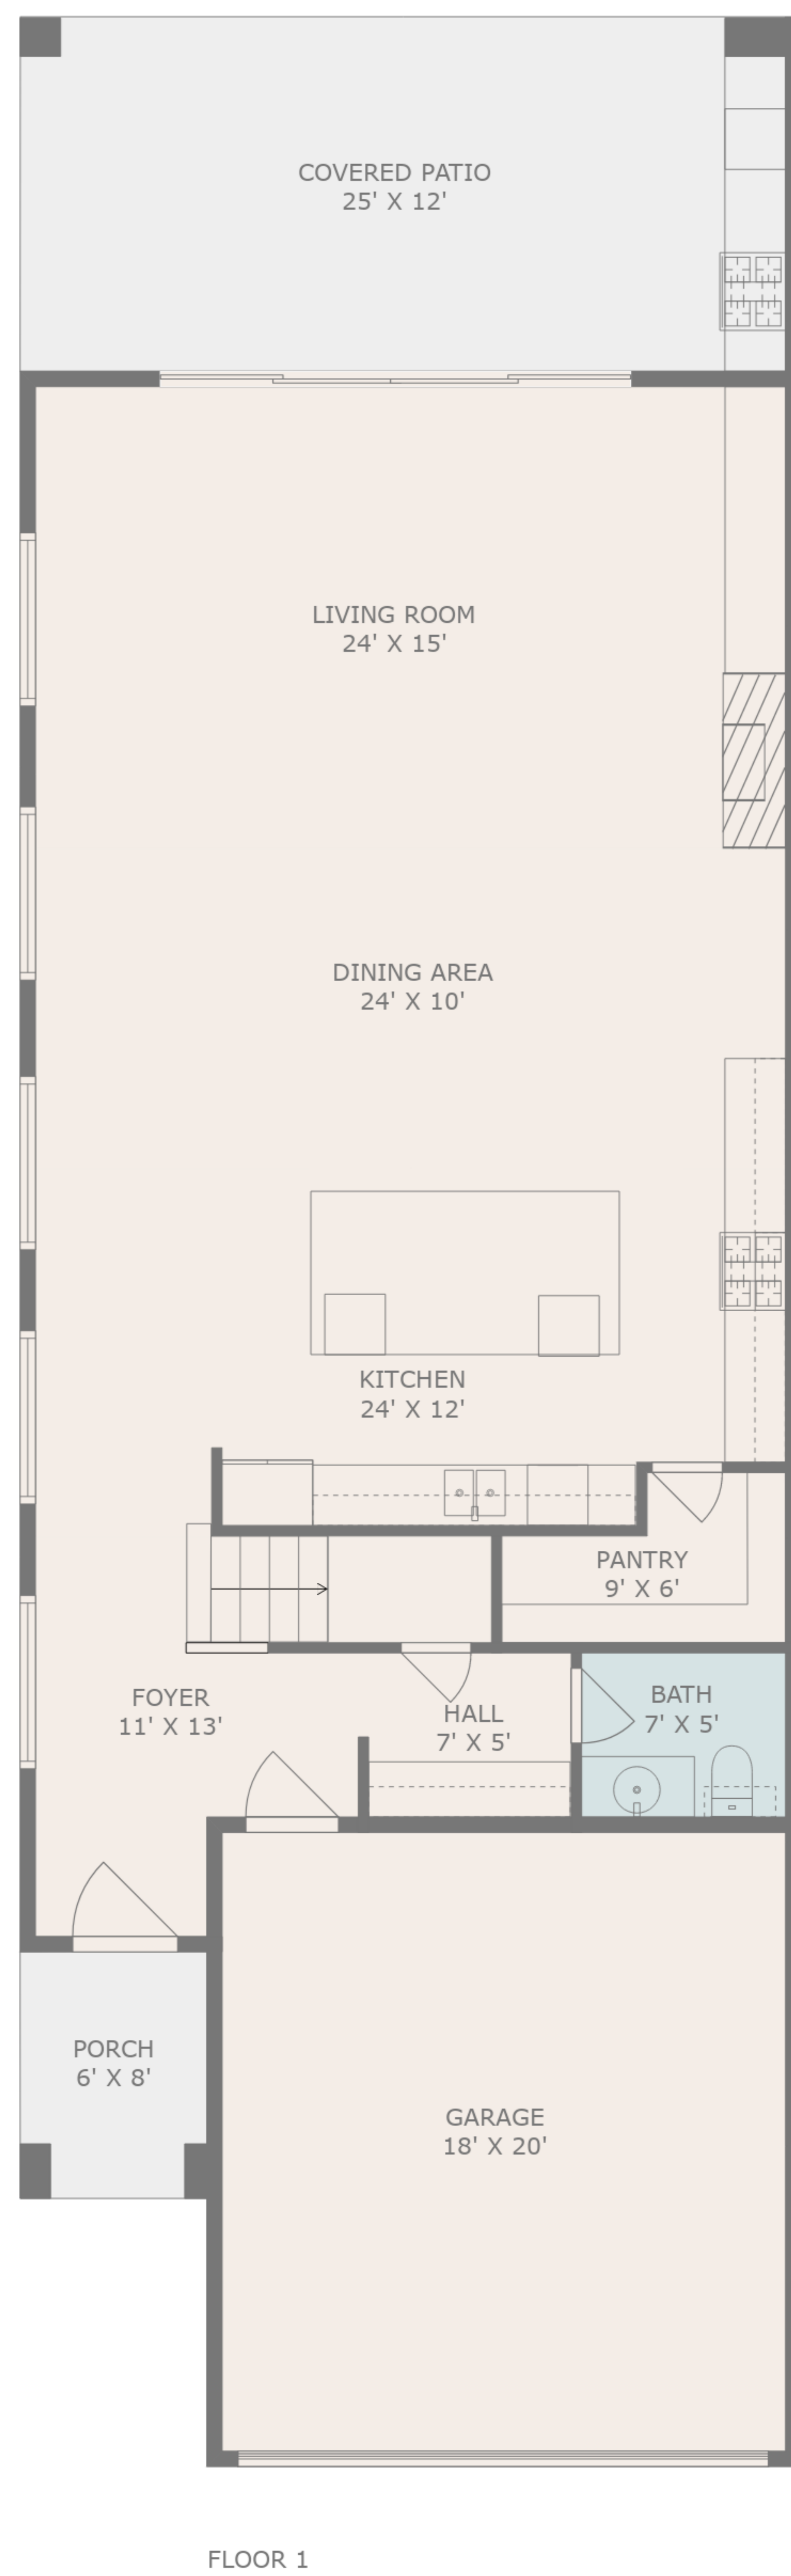 COVERED PATIO
25' X 12'
LIVING ROOM
24' X 15'
DINING AREA
24' X 10'
KITCHEN
24' X 12'
PANTRY
9' X 6'
FOYER
11' X 13'
HALL
7' X 5'
BATH
7' X 5'
PORCH
6' X 8'
GARAGE
18' X 20'
FLOOR 1